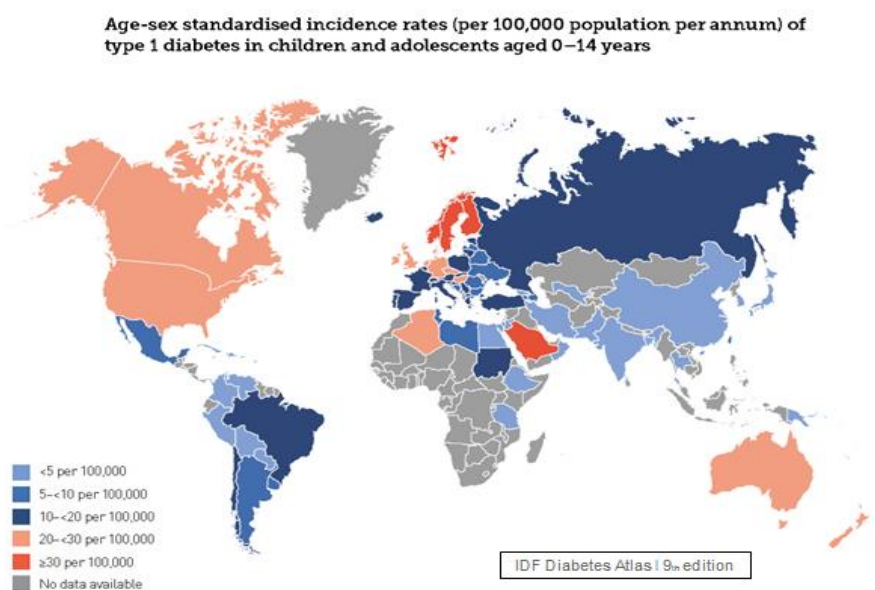 Age-sex standardised incidence rates (per 100,000 population per annum) of
type 1 diabetes in children and adolescents aged 0–14 years
<5 per 100,000
5–<10 per 100,000
10–<20 per 100,000
20–<30 per 100,000
≥30 per 100,000
No data available
IDF Diabetes Atlas | 9th edition